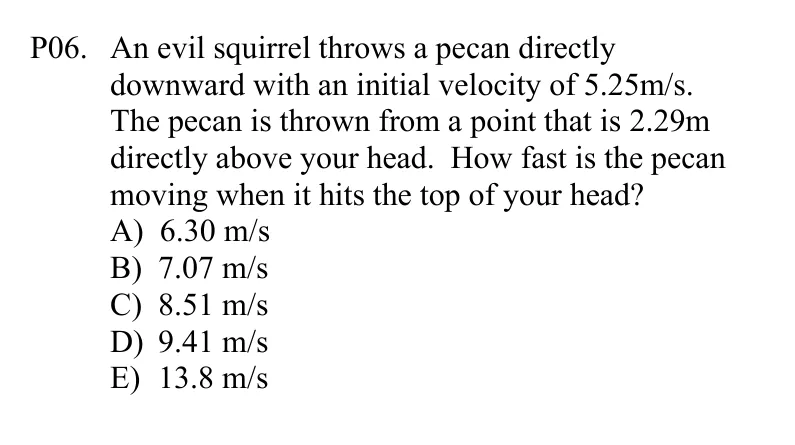 P06. An evil squirrel throws a pecan directly
downward with an initial velocity of 5.25m/s.
The pecan is thrown from a point that is 2.29m
directly above your head. How fast is the pecan
moving when it hits the top of your head?
A) 6.30 m/s
B) 7.07 m/s
C) 8.51 m/s
D) 9.41 m/s
E) 13.8 m/s